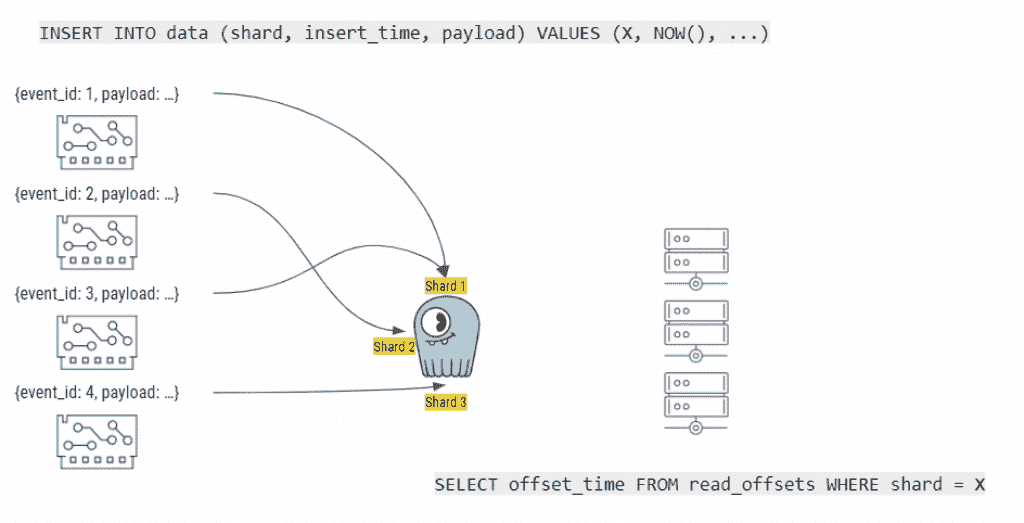 INSERT INTO data (shard, insert_time, payload) VALUES (X, NOW(), ...)
{event_id: 1, payload: …}
{event_id: 2, payload: …}
{event_id: 3, payload: …}
Shard 1
Shard 2
{event_id: 4, payload: …}
Shard 3
SELECT offset_time FROM read_offsets WHERE shard = X